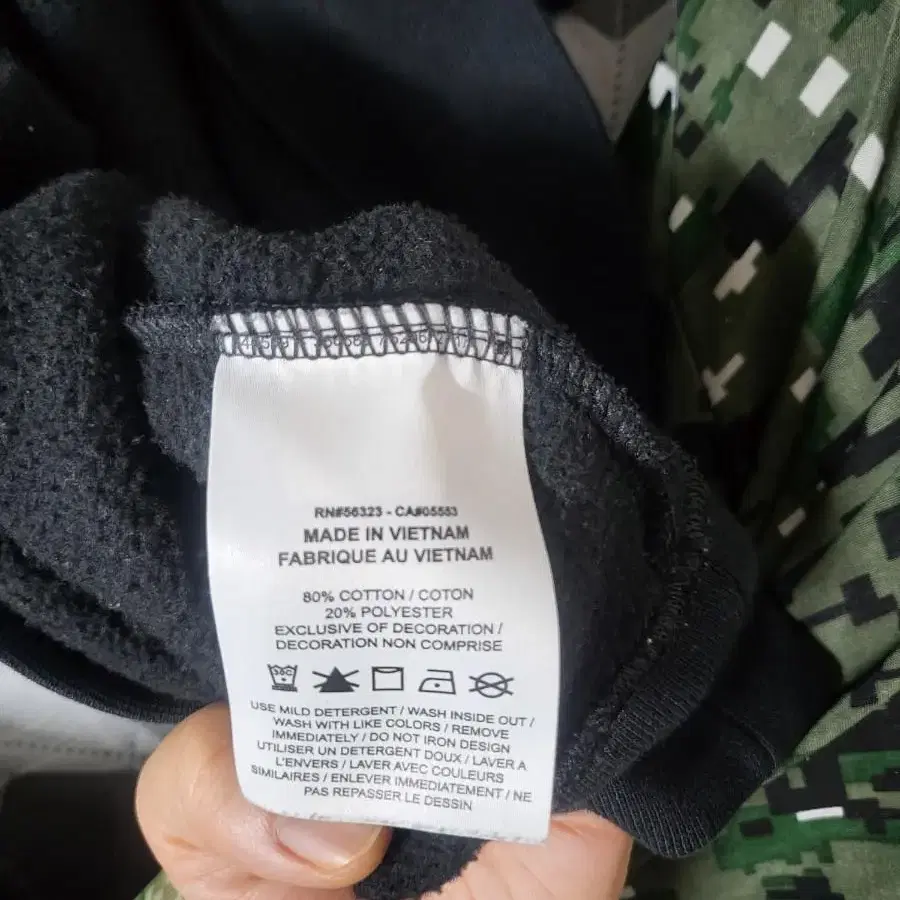 RN#56323 - CA#05553
MADE IN VIETNAM
FABRIQUE AU VIETNAM
80% COTTON / COTON
20% POLYESTER
EXCLUSIVE OF DECORATION /
DECORATION NON COMPRISE
30C
USE MILD DETERGENT / WASH INSIDE OUT /
WASH WITH LIKE COLORS / REMOVE
IMMEDIATELY / DO NOT IRON DESIGN
UTILISER UN DETERGENT DOUX / LAVER A
L'ENVERS / LAVER AVEC COULEURS
SIMILAIRES / ENLEVER IMMEDIATEMENT / NE
PAS REPASSER LE DESSIN